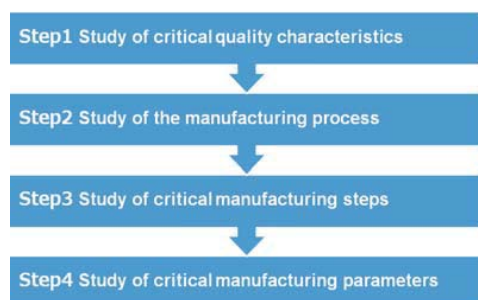 Step1 Study of critical quality characteristics
Step2 Study of the manufacturing process
Step3 Study of critical manufacturing steps
Step4 Study of critical manufacturing parameters